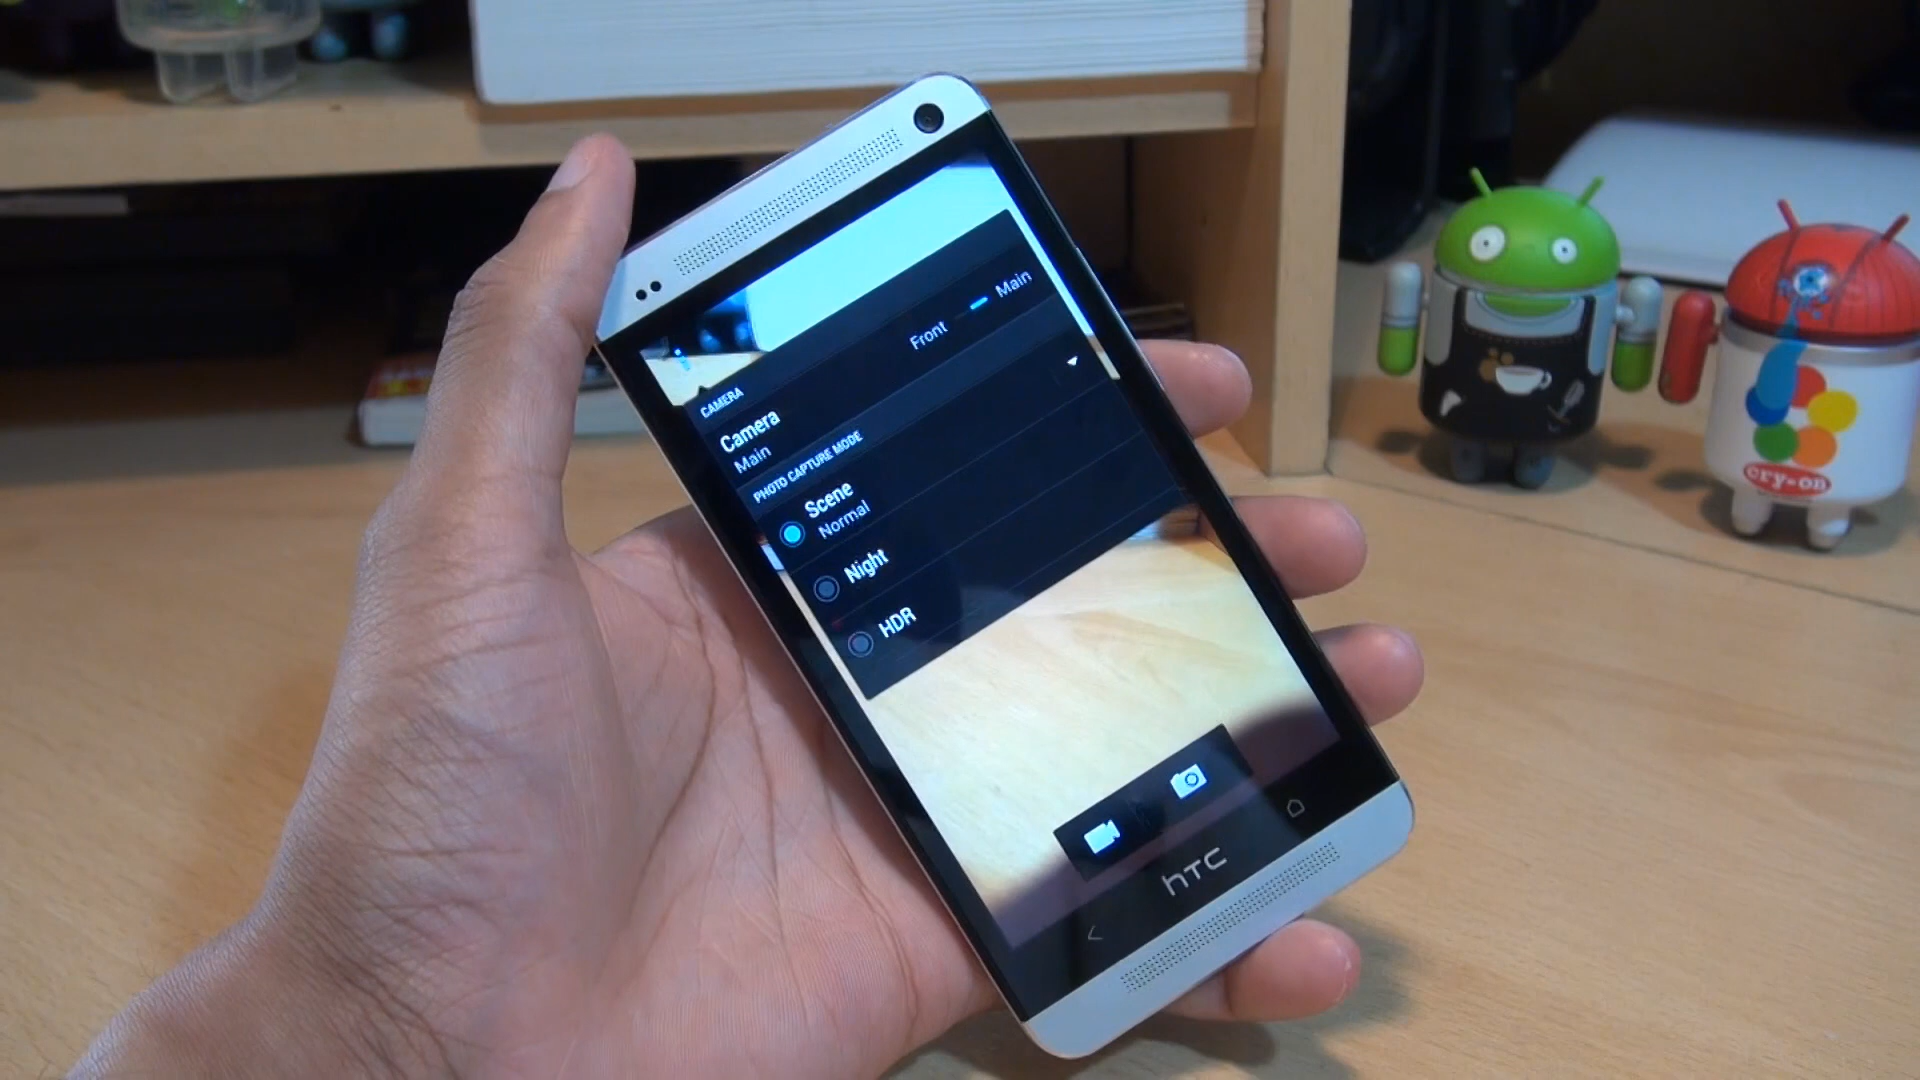 CAMERA
Camera
Main
Front
Main
PHOTO CAPTURE MODE
Scene
Normal
Night
HDR
hTC
cry-on